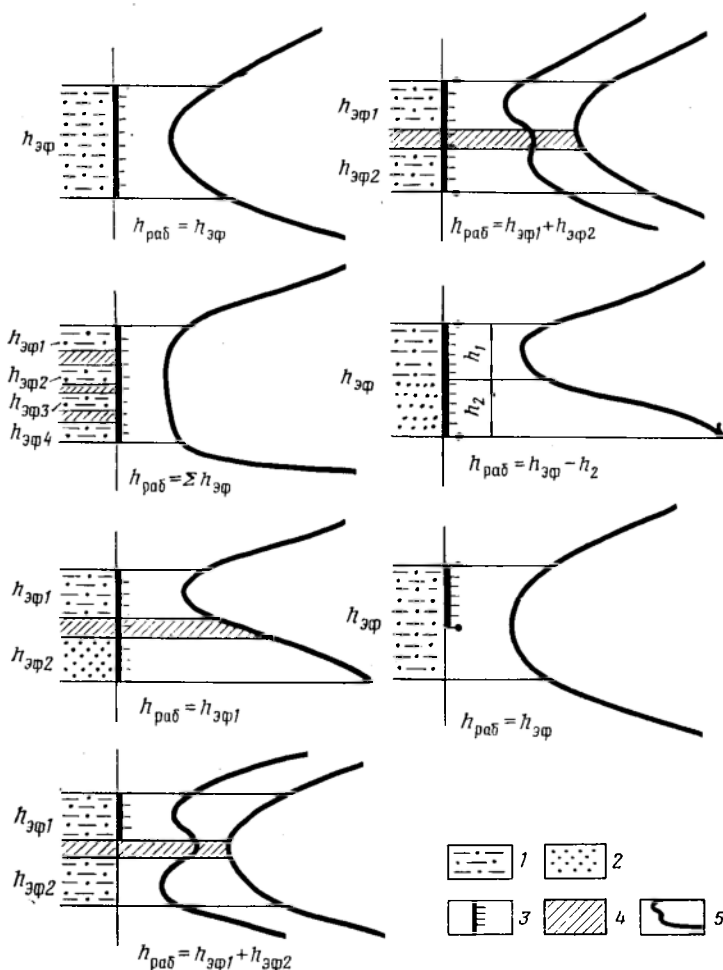 hэф
hраб = hэф
hэф1
hэф2
hраб = hэф1 + hэф2
hэф1
hэф2
hэф3
hэф4
hраб = Σ hэф
hэф
h1
h2
hраб = hэф − h2
hэф1
hэф2
hраб = hэф1
hэф
hраб = hэф
hэф1
hэф2
hраб = hэф1 + hэф2
1
2
3
4
5